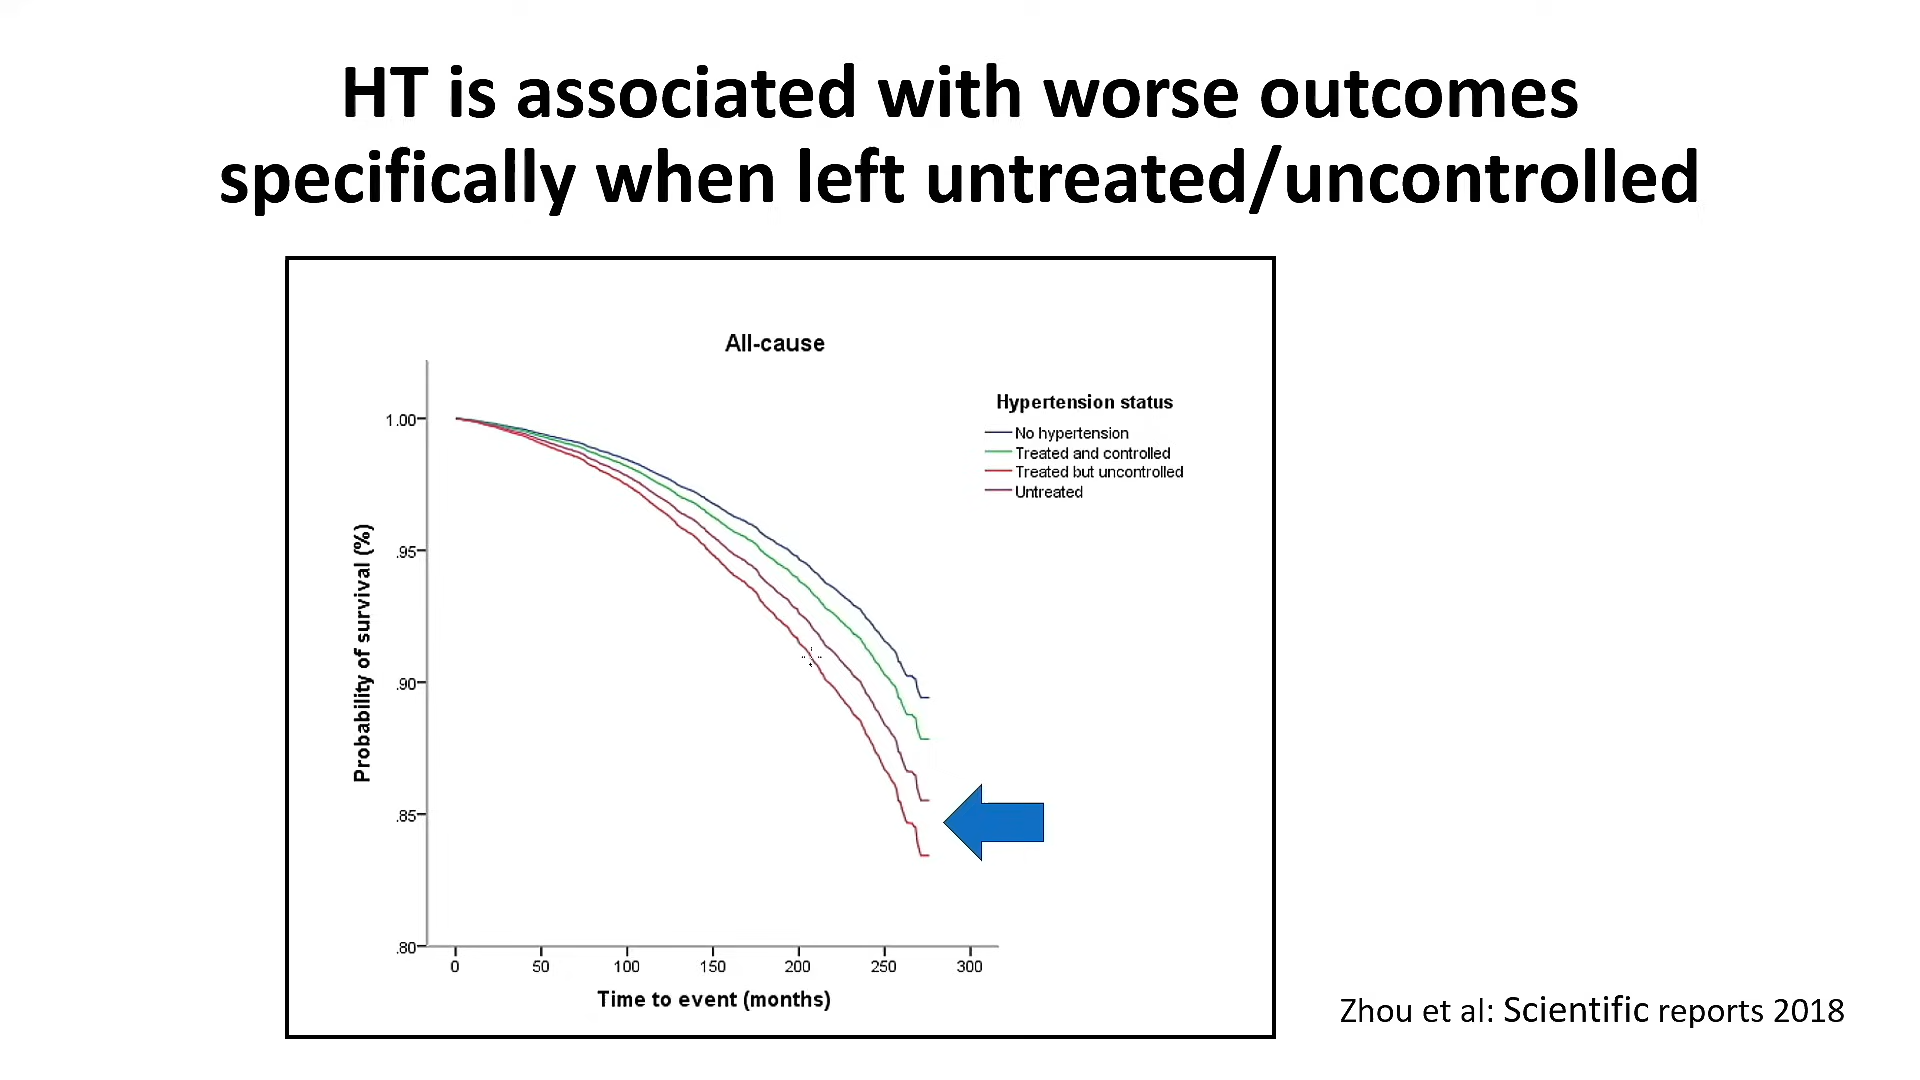 HT is associated with worse outcomes
specifically when left untreated/uncontrolled
All-cause
Hypertension status
No hypertension
Treated and controlled
Treated but uncontrolled
Untreated
Probability of survival (%)
1.00
.95
.90
.85
.80
0 50 100 150 200 250 300
Time to event (months)
Zhou et al: Scientific reports 2018